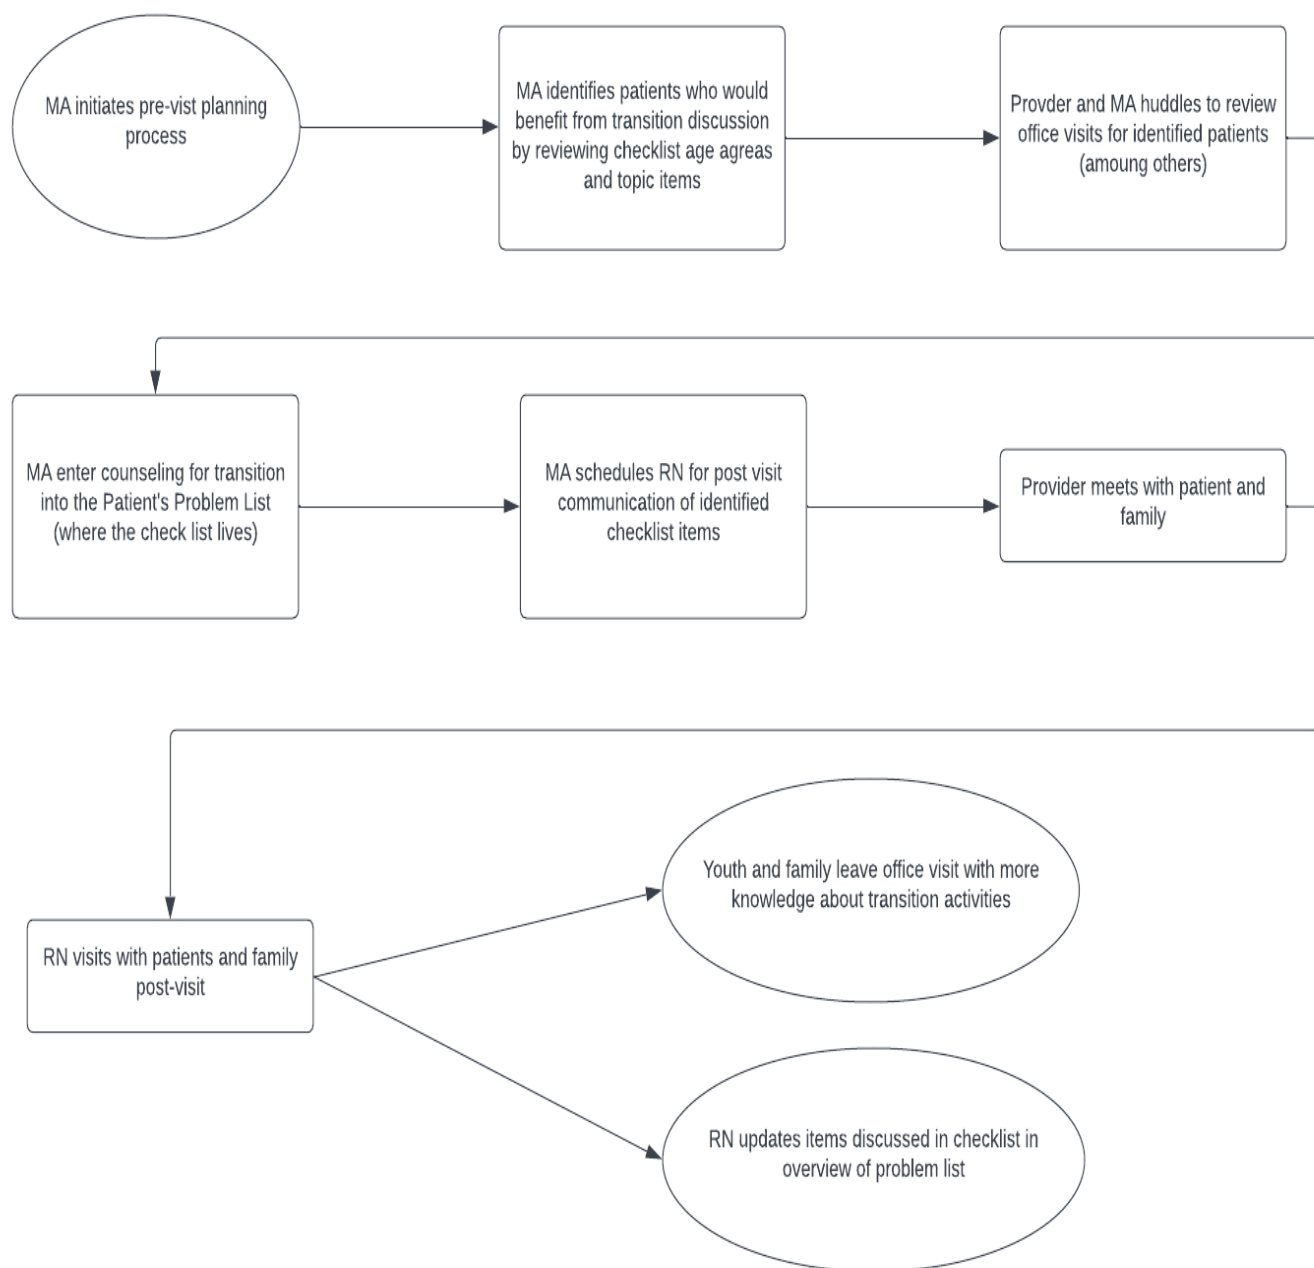 MA initiates pre-vist planning
process
MA identifies patients who would
benefit from transition discussion
by reviewing checklist age agreas
and topic items
Provder and MA huddles to review
office visits for identified patients
(amoung others)
MA enter counseling for transition
into the Patient's Problem List
(where the check list lives)
MA schedules RN for post visit
communication of identified
checklist items
Provider meets with patient and
family
RN visits with patients and family
post-visit
Youth and family leave office visit with more
knowledge about transition activities
RN updates items discussed in checklist in
overview of problem list